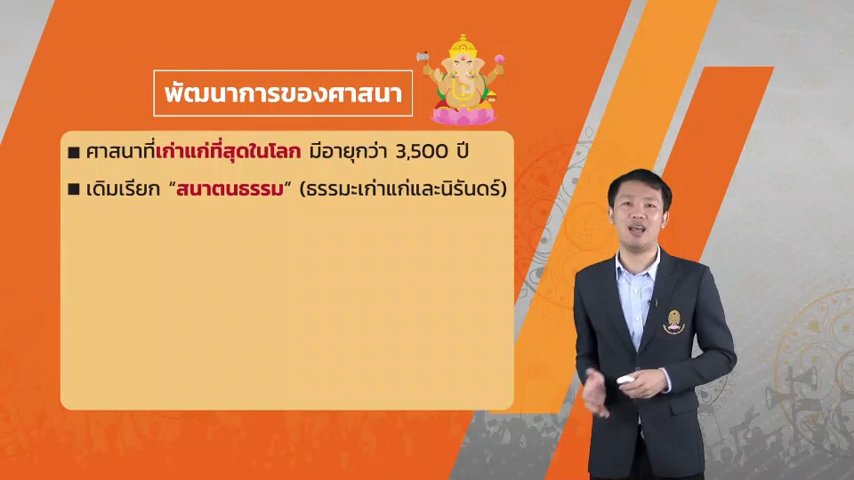 พัฒนาการของศาสนา
■ ศาสนาที่เก่าแก่ที่สุดในโลก มีอายุกว่า 3,500 ปี
■ เดิมเรียก “สนาตนธรรม” (ธรรมะเก่าแก่และนิรันดร์)